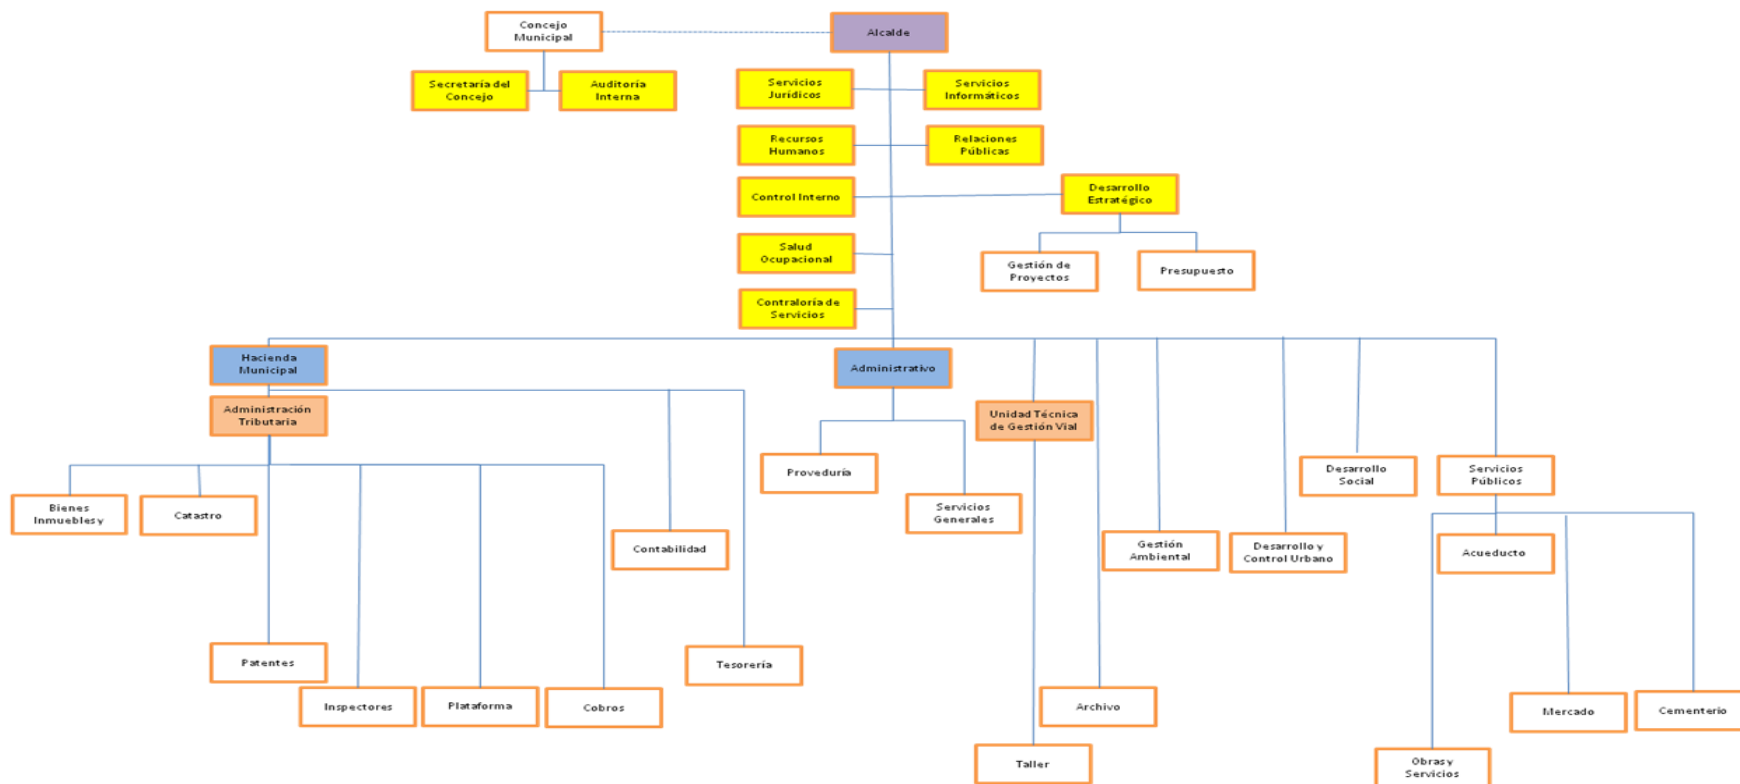 Concejo
Municipal
Alcalde
Secretaría del
Concejo
Auditoría
Interna
Servicios
Jurídicos
Servicios
Informáticos
Recursos
Humanos
Relaciones
Públicas
Control Interno
Desarrollo
Estratégico
Salud
Ocupacional
Gestión de
Proyectos
Presupuesto
Contraloría de
Servicios
Hacienda
Municipal
Administrativo
Administración
Tributaria
Unidad Técnica
de Gestión Vial
Proveduría
Desarrollo
Social
Servicios
Públicos
Bienes
Inmuebles y
Catastro
Servicios
Generales
Contabilidad
Gestión
Ambiental
Desarrollo y
Control Urbano
Acueducto
Patentes
Tesorería
Inspectores
Plataforma
Cobros
Archivo
Mercado
Cementerio
Taller
Obras y
Servicios